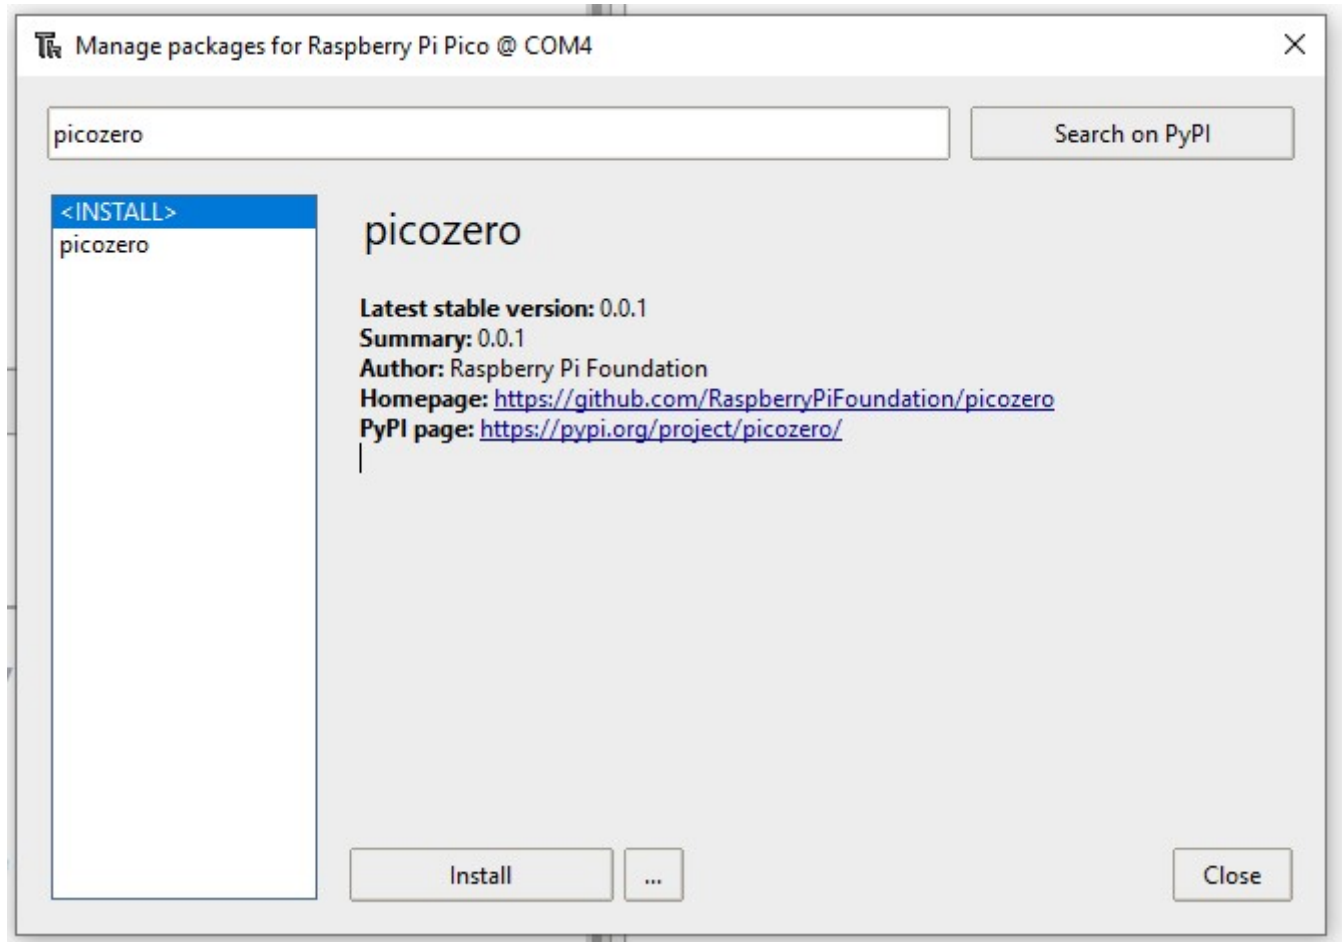 Manage packages for Raspberry Pi Pico @ COM4
picozero
Search on PyPI
<INSTALL>
picozero
picozero
Latest stable version: 0.0.1
Summary: 0.0.1
Author: Raspberry Pi Foundation
Homepage: https://github.com/RaspberryPiFoundation/picozero
PyPI page: https://pypi.org/project/picozero/
Install
...
Close